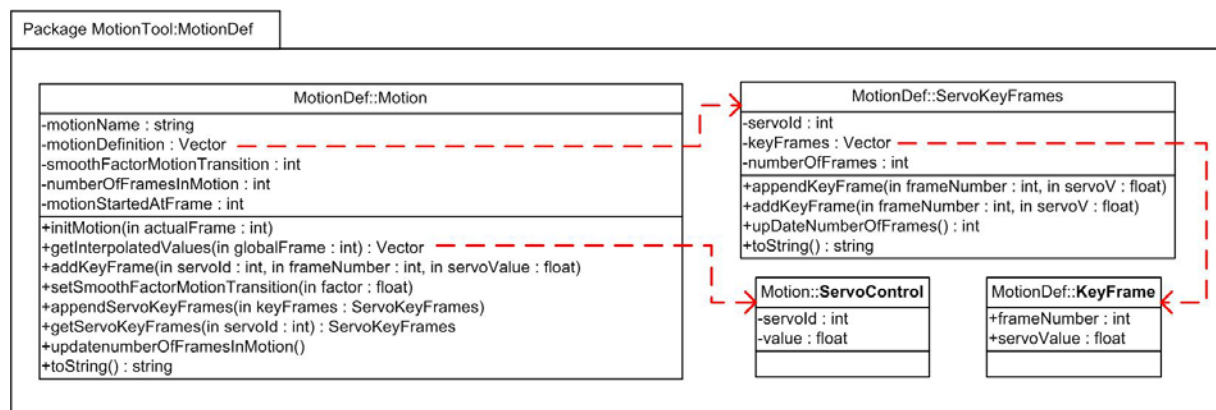 Package MotionTool:MotionDef
MotionDef::Motion
-motionName : string
-motionDefinition : Vector
-smoothFactorMotionTransition : int
-numberOfFramesInMotion : int
-motionStartedAtFrame : int
+initMotion(in actualFrame : int)
+getInterpolatedValues(in globalFrame : int) : Vector
+addKeyFrame(in servoId : int, in frameNumber : int, in servoValue : float)
+setSmoothFactorMotionTransition(in factor : float)
+appendServoKeyFrames(in keyFrames : ServoKeyFrames)
+getServoKeyFrames(in servoId : int) : ServoKeyFrames
+updatenumberOfFramesInMotion()
+toString() : string
MotionDef::ServoKeyFrames
-servoId : int
-keyFrames : Vector
-numberOfFrames : int
+appendKeyFrame(in frameNumber : int, in servoV : float)
+addKeyFrame(in frameNumber : int, in servoV : float)
+upDateNumberOfFrames() : int
+toString() : string
Motion::ServoControl
-servoId : int
-value : float
MotionDef::KeyFrame
+frameNumber : int
+servoValue : float